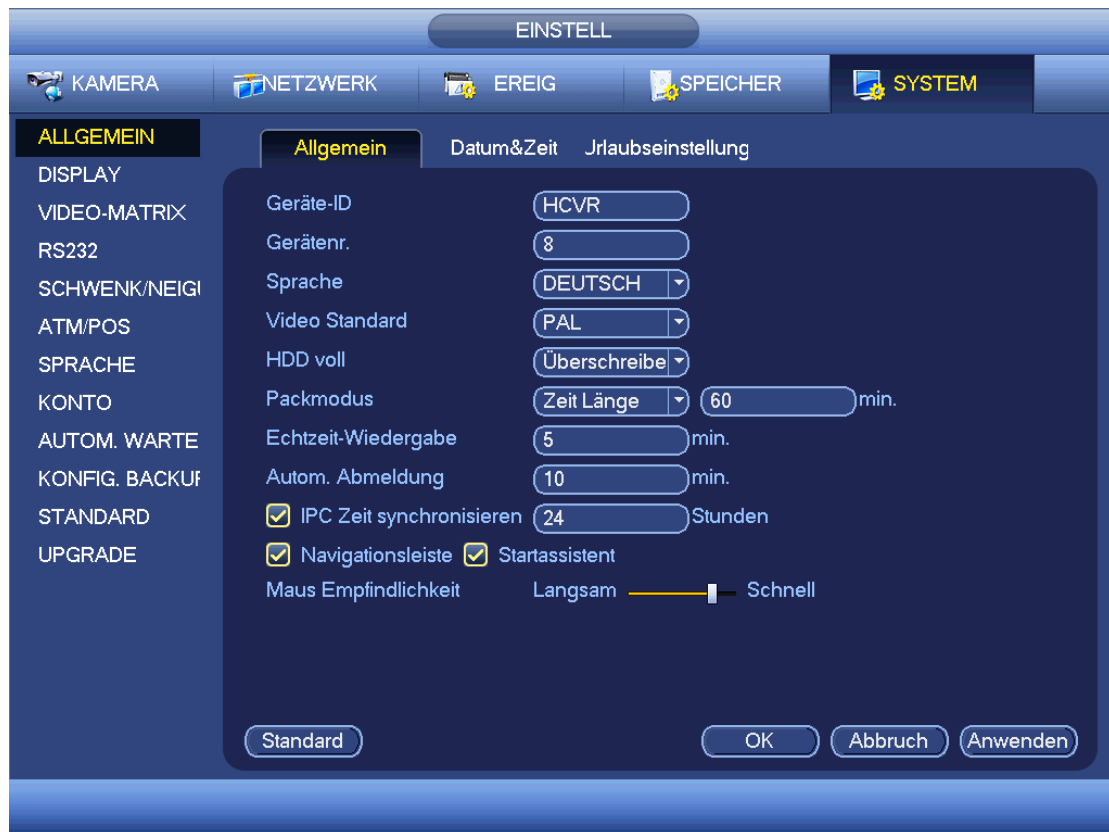 EINSTELL
KAMERA NETZWERK EREIG SPEICHER SYSTEM
ALLGEMEIN
DISPLAY
VIDEO-MATRIX
RS232
SCHWENK/NEIGU
ATM/POS
SPRACHE
KONTO
AUTOM. WARTE
KONFIG. BACKUP
STANDARD
UPGRADE
Allgemein Datum&Zeit Jrlaubseinstellung
Geräte-ID HCVR
Gerätenr. 8
Sprache DEUTSCH
Video Standard PAL
HDD voll Überschreibe
Packmodus Zeit Länge 60 min.
Echtzeit-Wiedergabe 5 min.
Autom. Abmeldung 10 min.
IPC Zeit synchronisieren 24 Stunden
Navigationsleiste Startassistent
Maus Empfindlichkeit Langsam Schnell
Standard OK Abbruch Anwenden